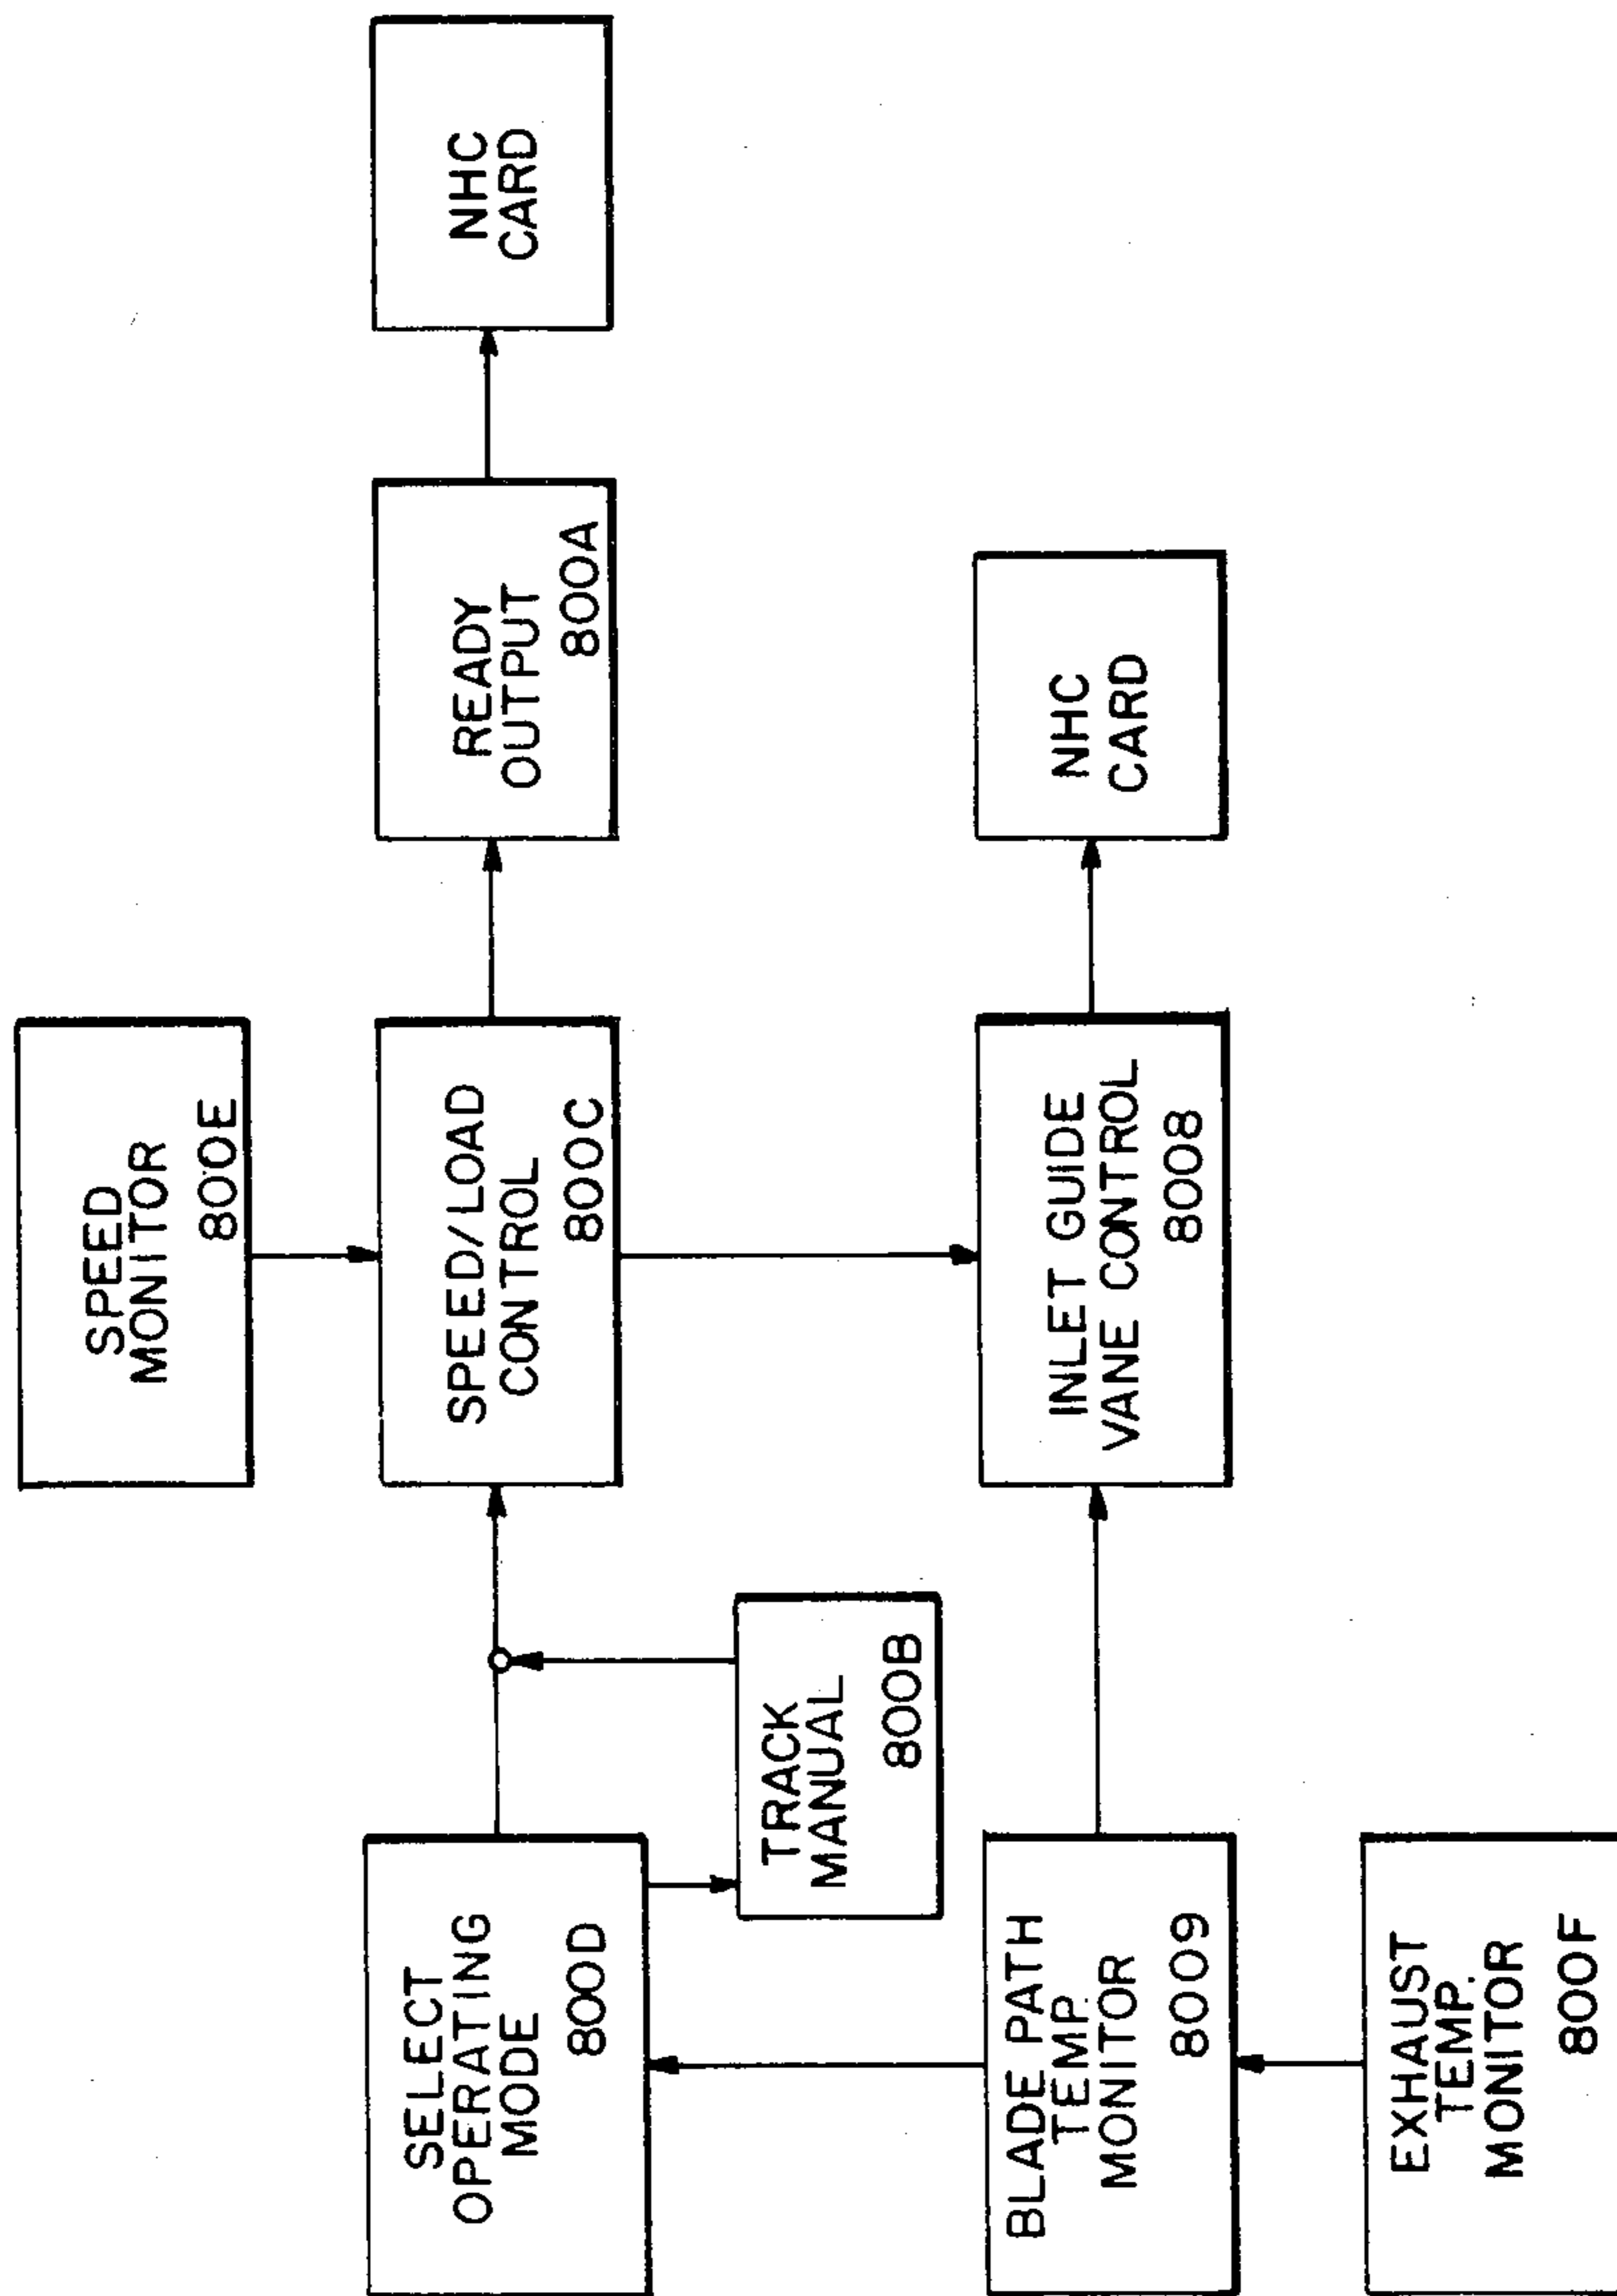 SPEED
MONITOR
800E
SELECT
OPERATING
MODE
800D
SPEED/LOAD
CONTROL
800C
READY
OUTPUT
800A
NHC
CARD
TRACK
MANUAL
800B
BLADE PATH
TEMP.
MONITOR
8009
INLET GUIDE
VANE CONTROL
8008
NHC
CARD
EXHAUST
TEMP.
MONITOR
800F